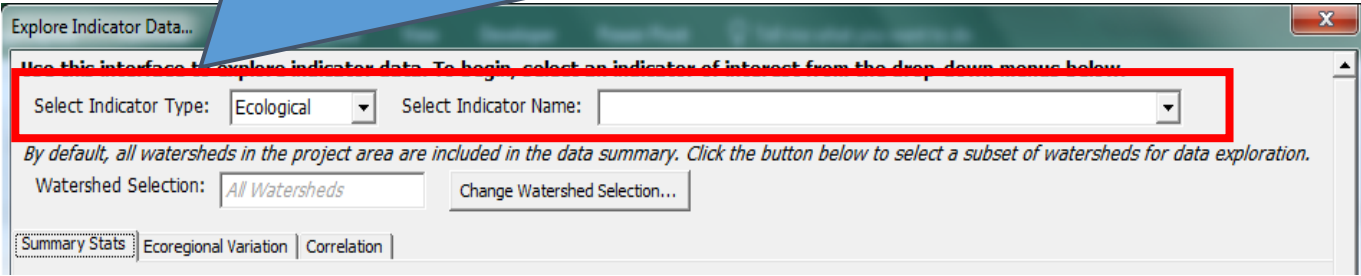 Explore Indicator Data...
Use this interface to explore indicator data. To begin, select an indicator of interest from the drop-down menus below.
Select Indicator Type: Ecological Select Indicator Name:
By default, all watersheds in the project area are included in the data summary. Click the button below to select a subset of watersheds for data exploration.
Watershed Selection: All Watersheds Change Watershed Selection...
Summary Stats Ecoregional Variation Correlation